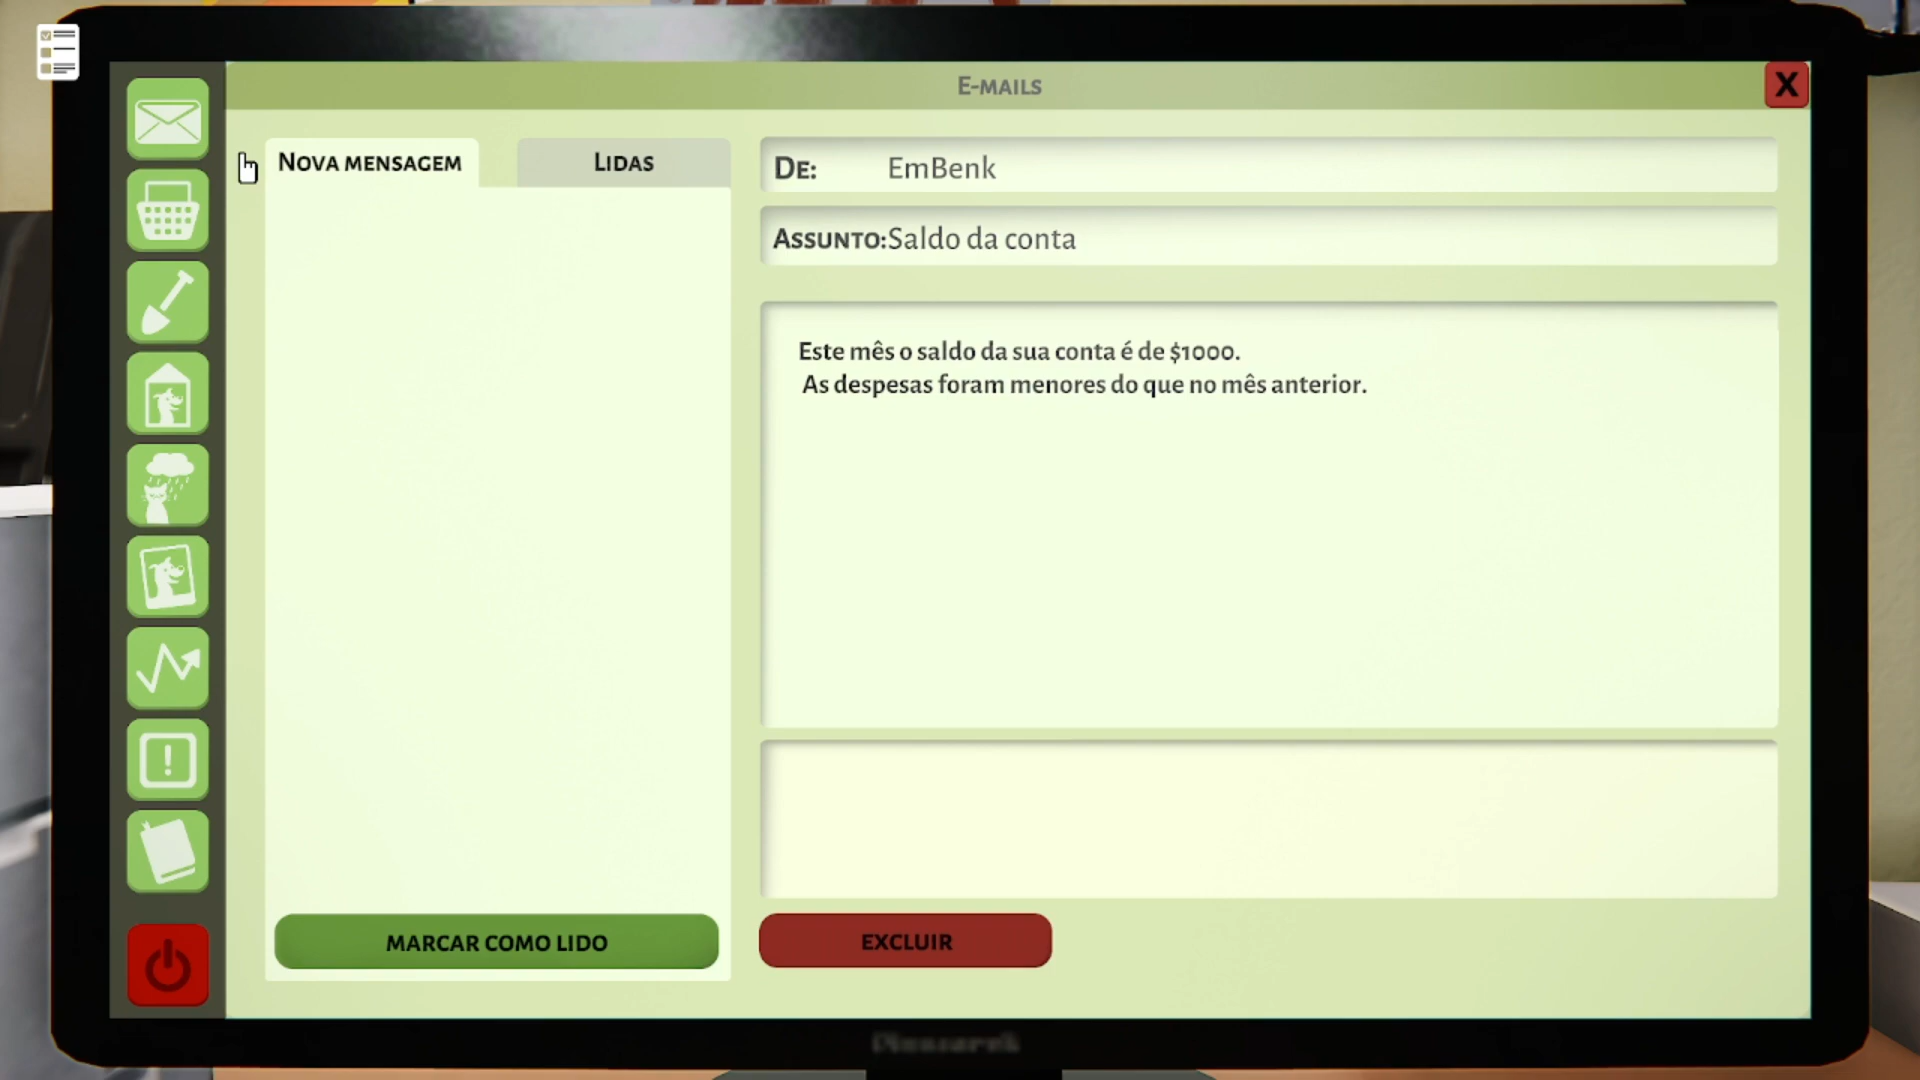 E-MAILS
X
NOVA MENSAGEM
LIDAS
DE: EmBenk
ASSUNTO:Saldo da conta
Este mês o saldo da sua conta é de $1000.
As despesas foram menores do que no mês anterior.
MARCAR COMO LIDO
EXCLUIR